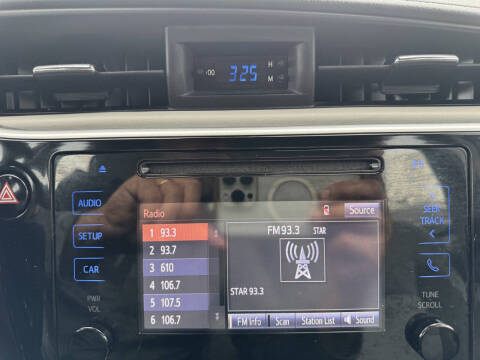 :00 3:25 H
M
AUDIO
SETUP
CAR
PWR
VOL
Radio
Source
1 93.3
2 93.7
3 610
4 106.7
5 107.5
6 106.7
FM 93.3 STAR
STAR 93.3
FM Info Scan Station List Sound
SEEK
TRACK
TUNE
SCROLL